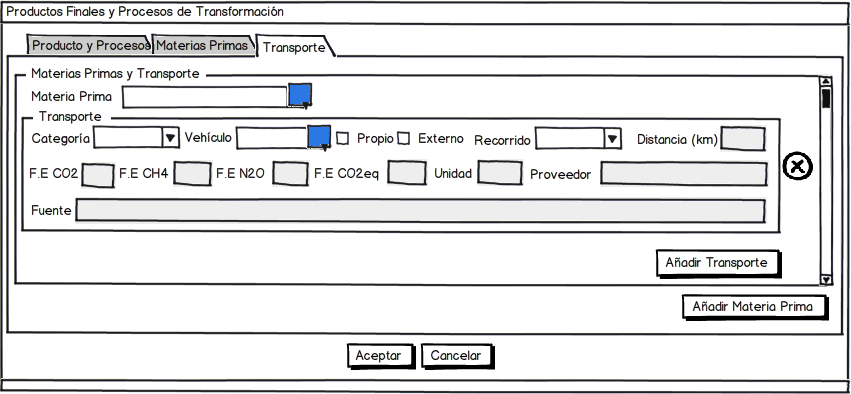 Productos Finales y Procesos de Transformación
Producto y Procesos Materias Primas Transporte
Materias Primas y Transporte
Materia Prima
Transporte
Categoría Vehículo Propio Externo Recorrido Distancia (km)
F.E CO2 F.E CH4 F.E N2O F.E CO2eq Unidad Proveedor
Fuente
Añadir Transporte
Añadir Materia Prima
Aceptar Cancelar